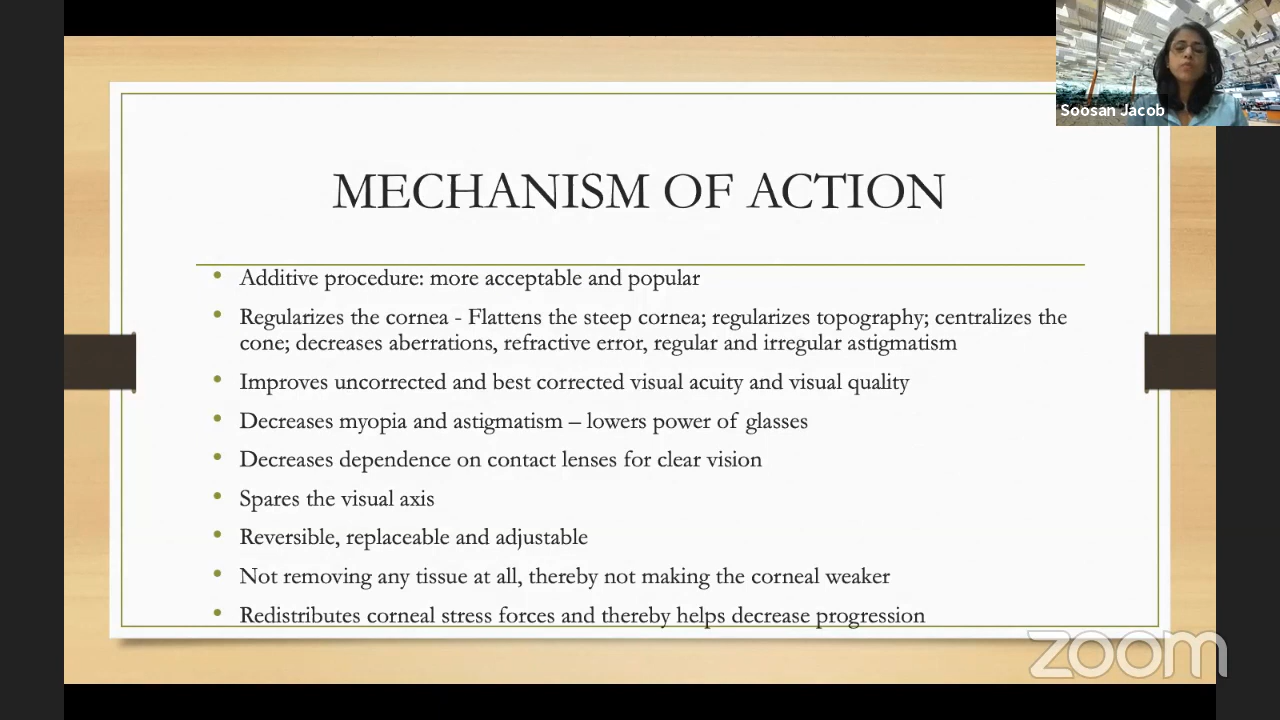 Soosan Jacob
MECHANISM OF ACTION
• Additive procedure: more acceptable and popular
• Regularizes the cornea - Flattens the steep cornea; regularizes topography; centralizes the
cone; decreases aberrations, refractive error, regular and irregular astigmatism
• Improves uncorrected and best corrected visual acuity and visual quality
• Decreases myopia and astigmatism – lowers power of glasses
• Decreases dependence on contact lenses for clear vision
• Spares the visual axis
• Reversible, replaceable and adjustable
• Not removing any tissue at all, thereby not making the corneal weaker
• Redistributes corneal stress forces and thereby helps decrease progression
zoom